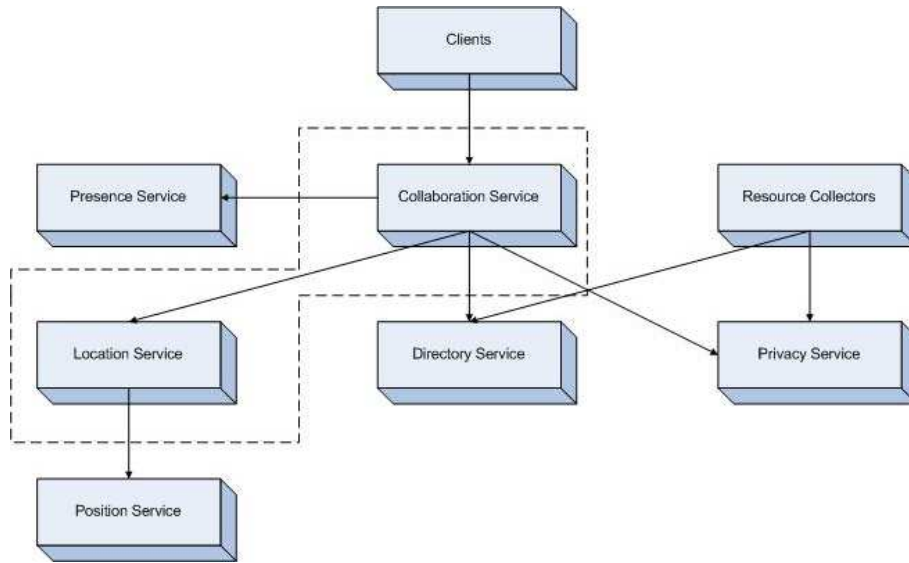 Clients
Presence Service
Collaboration Service
Resource Collectors
Location Service
Directory Service
Privacy Service
Position Service